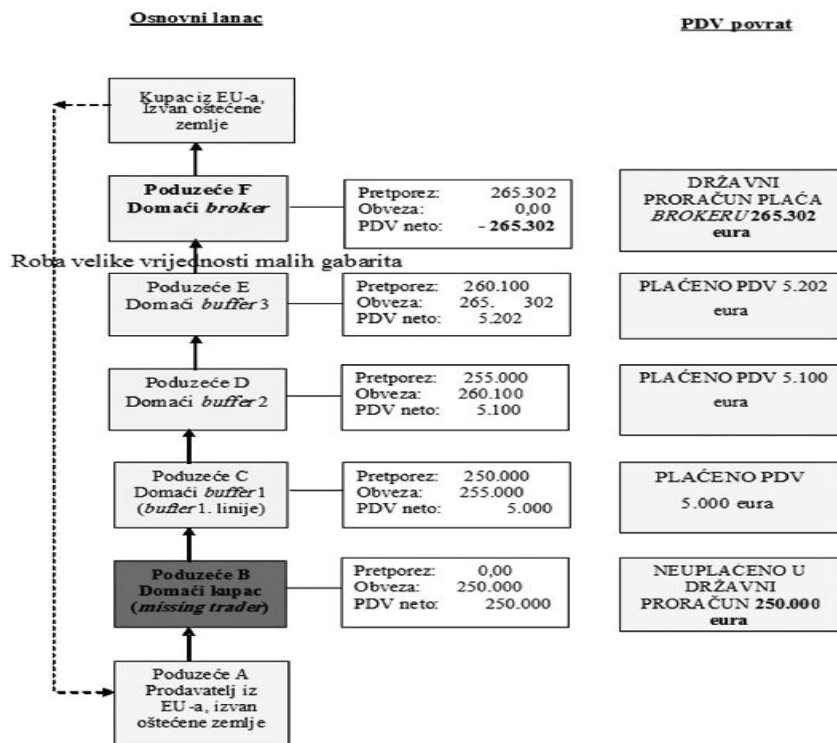 Osnovni lanac
PDV povrat
Kupac iz EU-a,
Izvan oštećene
zemlje
Poduzeće F
Domaći broker
Pretporez: 265.302
Obveza: 0,00
PDV neto: - 265.302
DRŽAVNI
PRORAČUN PLAĆA
BROKERU 265.302
eura
Roba velike vrijednosti malih gabarita
Poduzeće E
Domaći buffer 3
Pretporez: 260.100
Obveza: 265. 302
PDV neto: 5.202
PLAĆENO PDV 5.202
eura
Poduzeće D
Domaći buffer 2
Pretporez: 255.000
Obveza: 260.100
PDV neto: 5.100
PLAĆENO PDV 5.100
eura
Poduzeće C
Domaći buffer 1
(buffer 1. linije)
Pretporez: 250.000
Obveza: 255.000
PDV neto: 5.000
PLAĆENO PDV
5.000 eura
Poduzeće B
Domaći kupac
(missing trader)
Pretporez: 0,00
Obveza: 250.000
PDV neto: 250.000
NEUPLAĆENO U
DRŽAVNI
PRORAČUN 250.000
eura
Poduzeće A
Prodavatelj iz
EU-a, izvan
oštećene zemlje